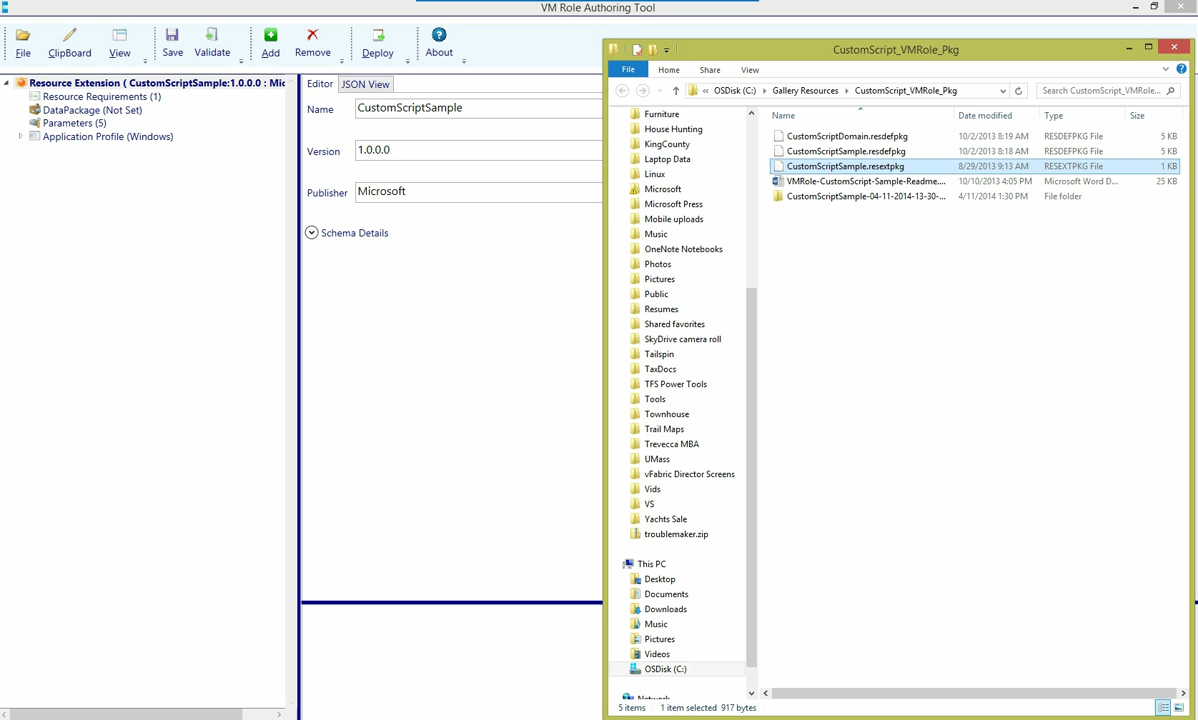 VM Role Authoring Tool
File
ClipBoard
View
Save
Validate
Add
Remove
Deploy
About
Resource Extension ( CustomScriptSample:1.0.0.0 : Mic
Resource Requirements (1)
DataPackage (Not Set)
Parameters (5)
Application Profile (Windows)
Editor
JSON View
Name
CustomScriptSample
Version
1.0.0.0
Publisher
Microsoft
Schema Details
CustomScript_VMRole_Pkg
File
Home
Share
View
« OSDisk (C:) Gallery Resources CustomScript_VMRole_Pkg
Search CustomScript_VMRole...
Furniture
House Hunting
KingCounty
Laptop Data
Linux
Microsoft
Microsoft Press
Mobile uploads
Music
OneNote Notebooks
Photos
Pictures
Public
Resumes
Shared favorites
SkyDrive camera roll
Tailspin
TaxDocs
TFS Power Tools
Tools
Townhouse
Trail Maps
Trevecca MBA
UMass
vFabric Director Screens
Vids
VS
Yachts Sale
troublemaker.zip
This PC
Desktop
Documents
Downloads
Music
Pictures
Videos
OSDisk (C:)
Network
Name Date modified Type Size
CustomScriptDomain.resdefpkg 10/2/2013 8:19 AM RESDEFPKG File 5 KB
CustomScriptSample.resdefpkg 10/2/2013 8:18 AM RESDEFPKG File 5 KB
CustomScriptSample.resextpkg 8/29/2013 9:13 AM RESEXTPKG File 1 KB
VMRole-CustomScript-Sample-Readme.... 10/10/2013 4:05 PM Microsoft Word D... 25 KB
CustomScriptSample-04-11-2014-13-30-... 4/11/2014 1:30 PM File folder
5 items 1 item selected 917 bytes